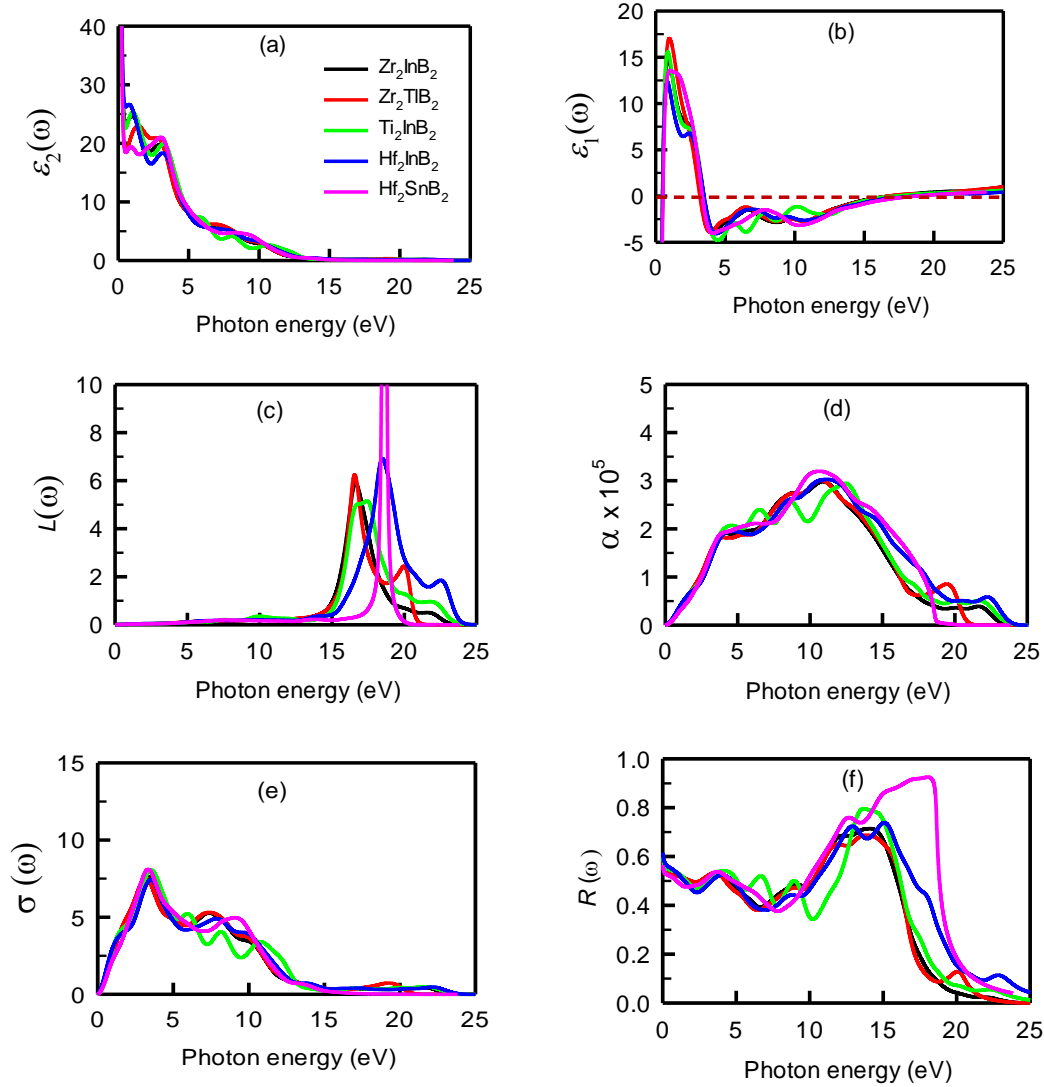 (a)
Zr₂InB₂
Zr₂TlB₂
Ti₂InB₂
Hf₂InB₂
Hf₂SnB₂
ε₂(ω)
40
30
20
10
0
0 5 10 15 20 25
Photon energy (eV)
(b)
ε₁(ω)
20
15
10
5
0
-5
0 5 10 15 20 25
Photon energy (eV)
(c)
L(ω)
10
8
6
4
2
0
0 5 10 15 20 25
Photon energy (eV)
(d)
α x 10⁵
5
4
3
2
1
0
0 5 10 15 20 25
Photon energy (eV)
(e)
σ (ω)
15
10
5
0
0 5 10 15 20 25
Photon energy (eV)
(f)
R (ω)
1.0
0.8
0.6
0.4
0.2
0.0
0 5 10 15 20 25
Photon energy (eV)